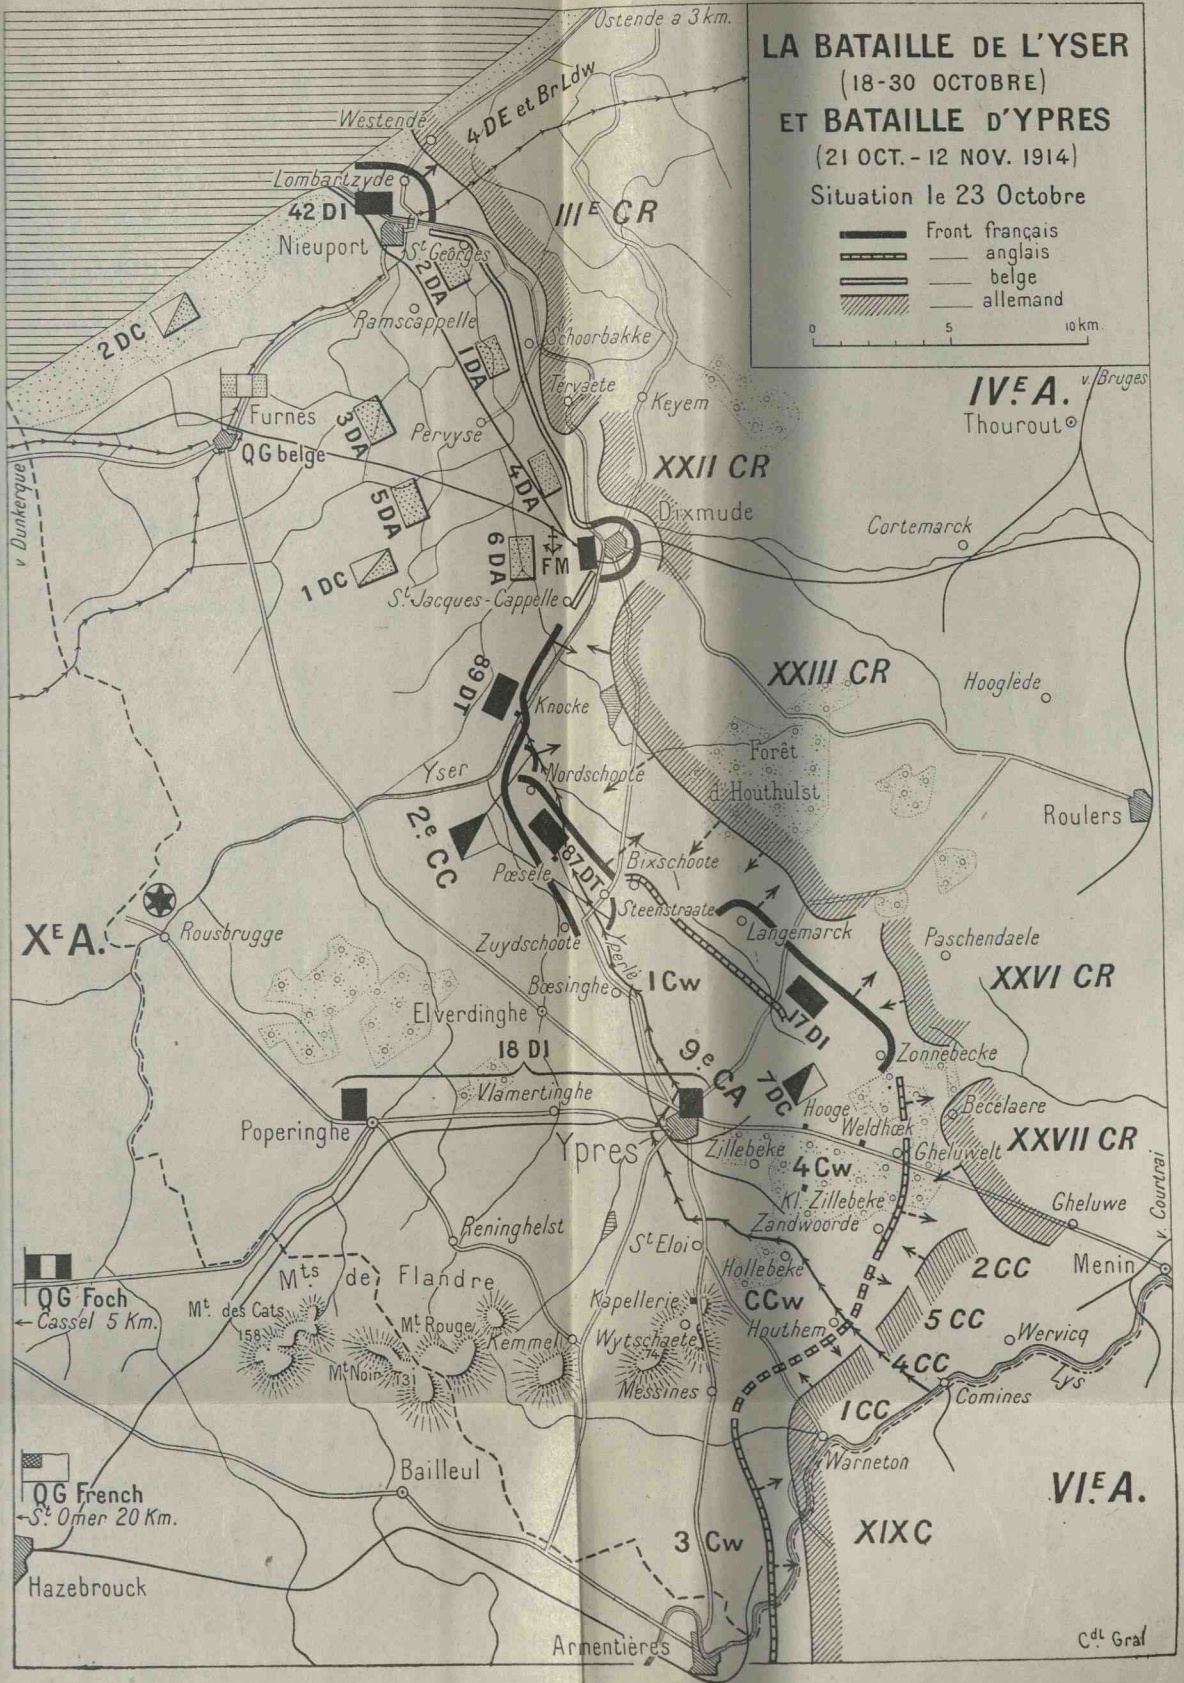 Ostende a 3 km.
LA BATAILLE DE L'YSER
(18-30 OCTOBRE)
ET BATAILLE D'YPRES
(21 OCT. - 12 NOV. 1914)
Situation le 23 Octobre
Front français
anglais
belge
allemand
0 5 10 km.
4 DE et Br Ldw
Westende
Lombartzyde
42 DI
IIIE CR
Nieuport
St Georges
2 DA
2 DC
Ramscappelle
Schoorbakke
1 DA
Tervaete
Keyem
IVE A.
v. Bruges
Thourout
Furnes
3 DA
Pervyse
QG belge
XXII CR
4 DA
v Dunkerque
5 DA
Dixmude
Cortemarck
6 DA
FM
1 DC
St Jacques-Cappelle
89 DT
XXIII CR
Hooglède
Knocke
Forêt
d'Houthulst
Yser
Nordschoote
Roulers
2e CC
87 DT
Bixschoote
Pœsele
Steenstraate
Langemarck
XE A.
Rousbrugge
Zuydschoote
Yperlé
Paschendaele
XXVI CR
Bœsinghe
1 Cw
Elverdinghe
17 DI
18 DI
9e CA
Zonnebecke
7 DC
Vlamertinghe
Hooge
Bécélaere
Weldhœk
XXVII CR
Poperinghe
Ypres
Zillebeke
Gheluwelt
4 Cw
Kl. Zillebeke
v. Courtrai
Zandwoorde
Gheluwe
Reninghelst
St Eloi
Hollebeke
2 CC
Menin
Mts de Flandre
QG Foch
Cassel 5 Km.
Mt. des Cats
158
Mt Rouge
Kapellerie
CCw
5 CC
Houthem
Wervicq
Kemmel
Wytschaete
74
Mt Noir
131
4 CC
Lys
Messines
1 CC
Comines
Warneton
Bailleul
QG French
St. Omer 20 Km.
VIE A.
3 Cw
XIX C
Hazebrouck
Armentières
Cdt Graf